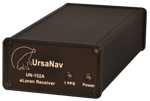 UrsaNav
UN-152A
eLoran Receiver
1 PPS Power